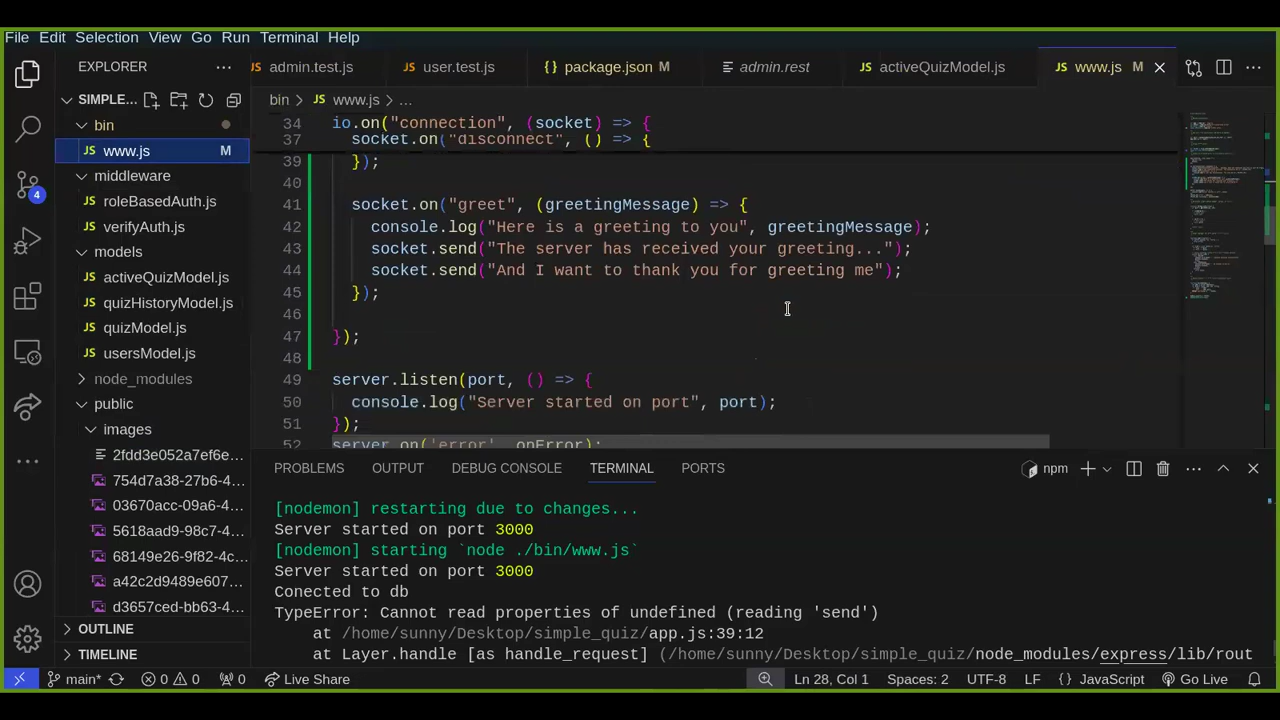 File Edit Selection View Go Run Terminal Help
EXPLORER
admin.test.js
user.test.js
package.json M
admin.rest
activeQuizModel.js
www.js M
SIMPLE...
bin
www.js M
middleware
roleBasedAuth.js
verifyAuth.js
models
activeQuizModel.js
quizHistoryModel.js
quizModel.js
usersModel.js
node_modules
public
images
2fdd3e052a7ef6e...
754d7a38-27b6-4...
03670acc-09a6-4...
5618aad9-98c7-4...
68149e26-9f82-4c...
a42c2d9489e607...
d3657ced-bb63-4...
OUTLINE
TIMELINE
4
bin > www.js > ...
34 io.on("connection", (socket) => {
37 socket.on("disconnect", () => {
39 });
40
41 socket.on("greet", (greetingMessage) => {
42 console.log("Here is a greeting to you", greetingMessage);
43 socket.send("The server has received your greeting...");
44 socket.send("And I want to thank you for greeting me");
45 });
46
47 });
48
49 server.listen(port, () => {
50 console.log("Server started on port", port);
51 });
52 server.on('error', onError);
PROBLEMS OUTPUT DEBUG CONSOLE TERMINAL PORTS npm
[nodemon] restarting due to changes...
Server started on port 3000
[nodemon] starting `node ./bin/www.js`
Server started on port 3000
Conected to db
TypeError: Cannot read properties of undefined (reading 'send')
at /home/sunny/Desktop/simple_quiz/app.js:39:12
at Layer.handle [as handle_request] (/home/sunny/Desktop/simple_quiz/node_modules/express/lib/rout
main* 0 0 0 Live Share Ln 28, Col 1 Spaces: 2 UTF-8 LF {} JavaScript Go Live